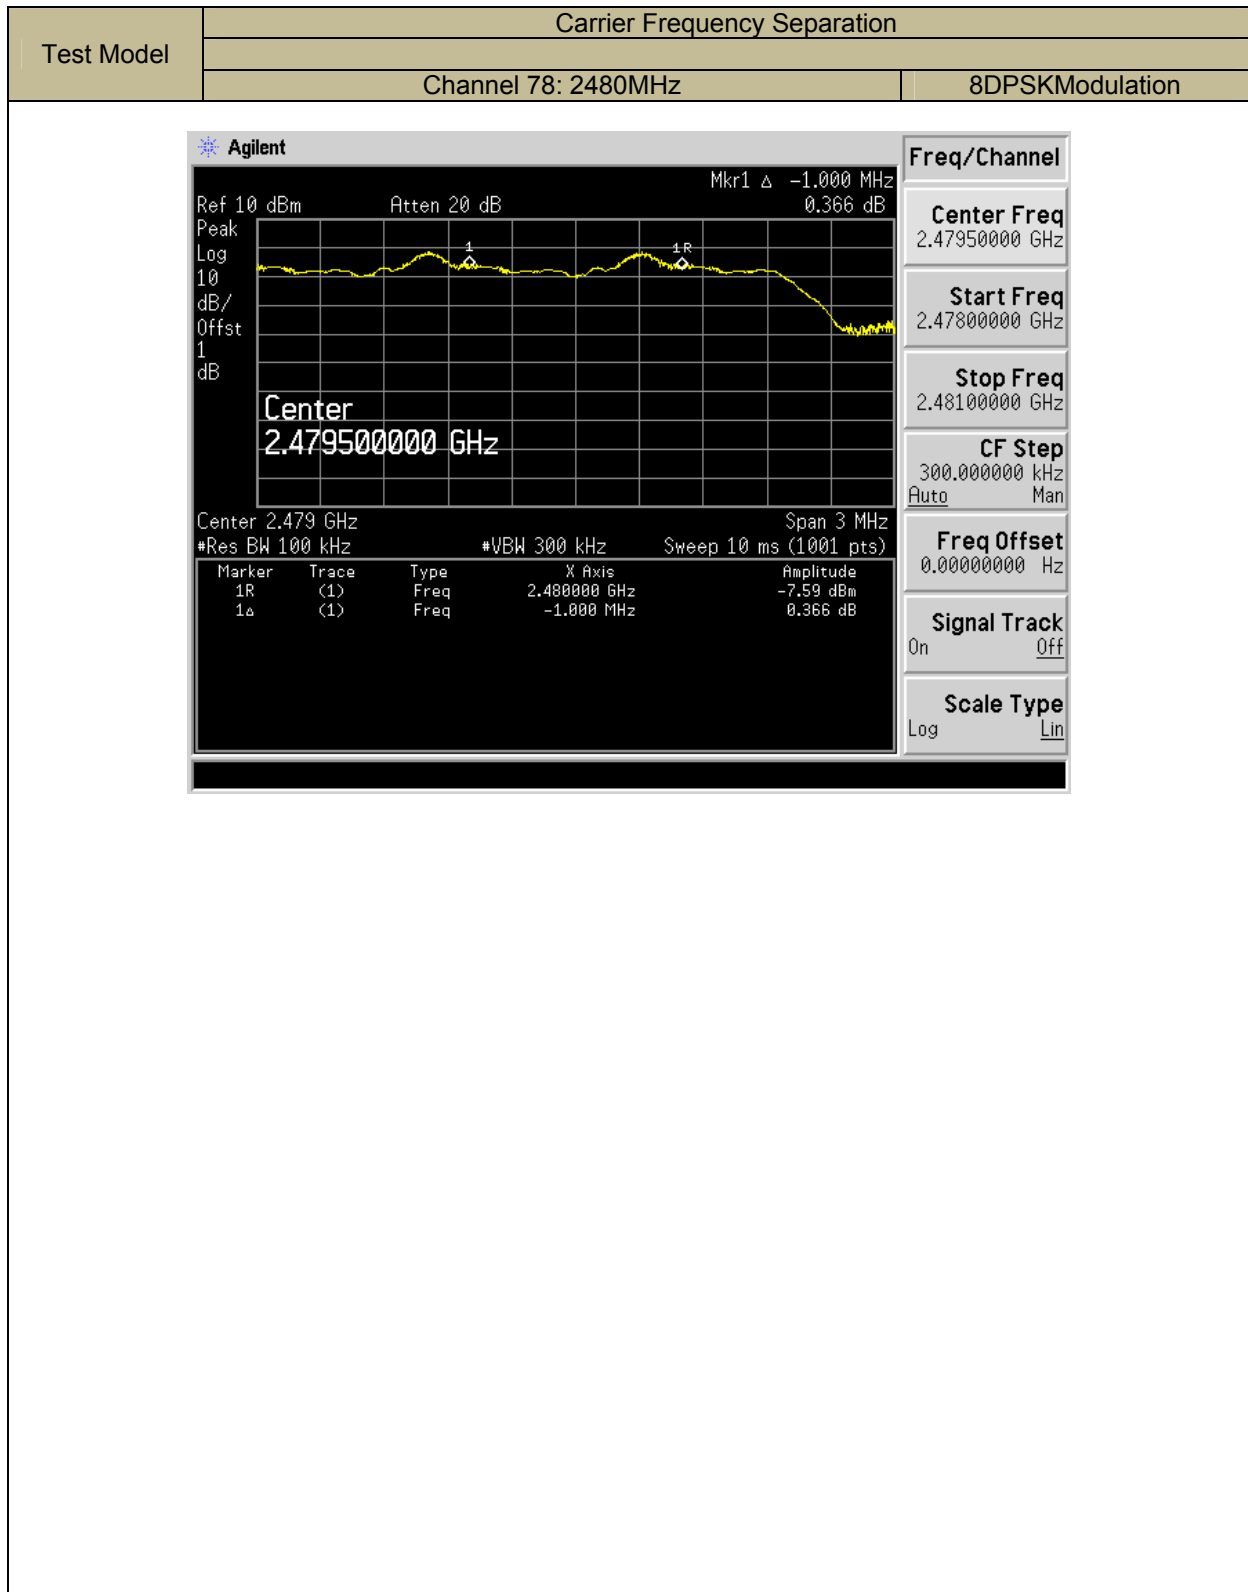 Test Model
Carrier Frequency Separation
Channel 78: 2480MHz
8DPSKModulation
Agilent
Mkr1 Δ -1.000 MHz
Ref 10 dBm Atten 20 dB 0.366 dB
Peak
Log
10
dB/
Offst
1
dB
1
1R
Center
2.479500000 GHz
Center 2.479 GHz Span 3 MHz
#Res BW 100 kHz #VBW 300 kHz Sweep 10 ms (1001 pts)
Marker Trace Type X Axis Amplitude
1R (1) Freq 2.480000 GHz -7.59 dBm
1Δ (1) Freq -1.000 MHz 0.366 dB
Freq/Channel
Center Freq
2.47950000 GHz
Start Freq
2.47800000 GHz
Stop Freq
2.48100000 GHz
CF Step
300.000000 kHz
Auto Man
Freq Offset
0.00000000 Hz
Signal Track
On Off
Scale Type
Log Lin